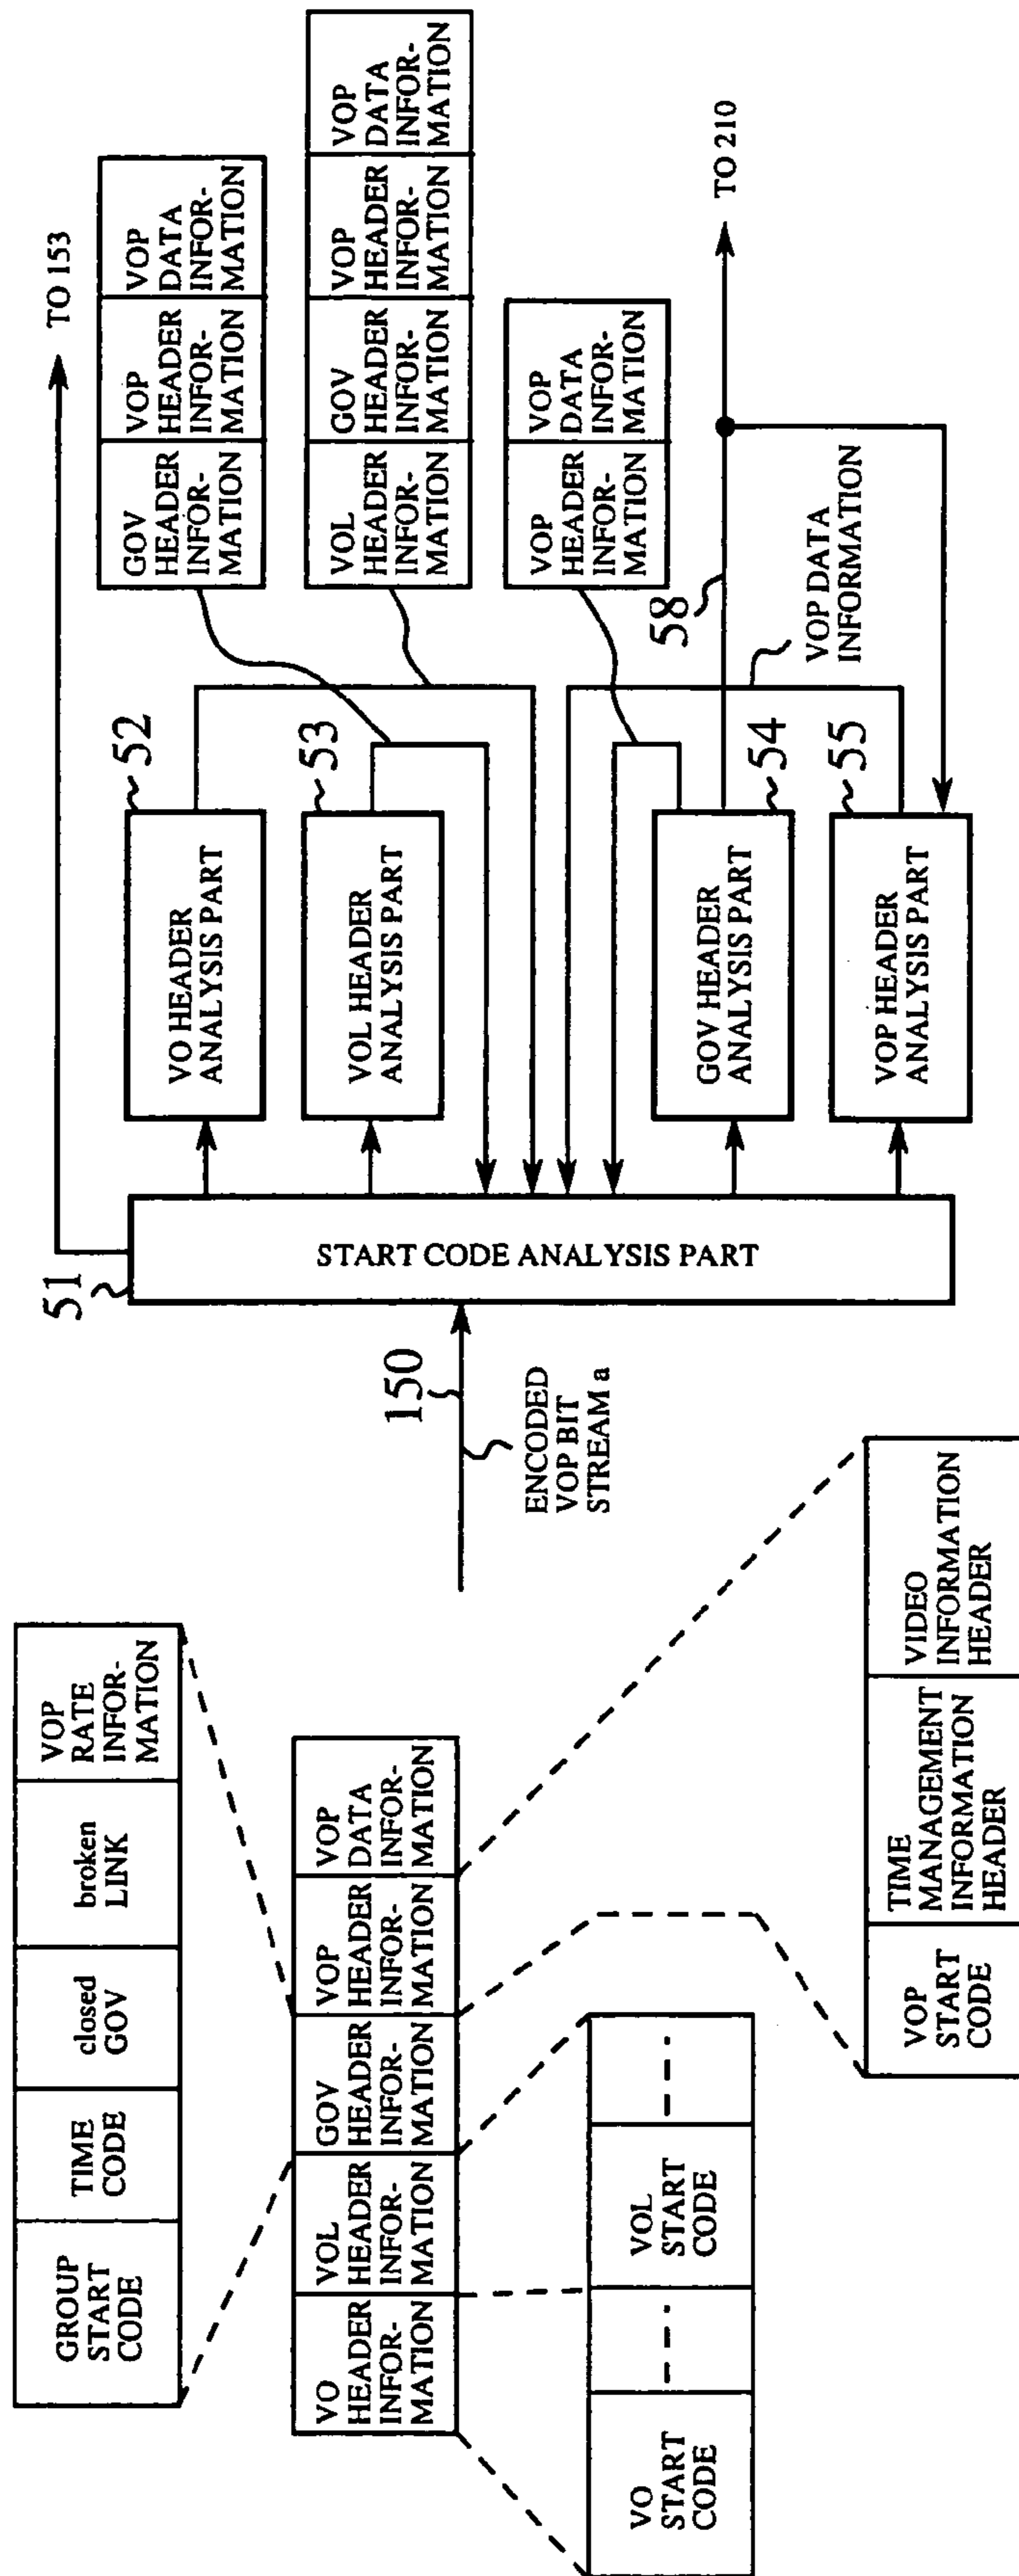 GROUP
START
CODE
TIME
CODE
closed
GOV
broken
LINK
VOP
RATE
INFOR-
MATION
VO
HEADER
INFOR-
MATION
VOL
HEADER
INFOR-
MATION
GOV
HEADER
INFOR-
MATION
VOP
HEADER
INFOR-
MATION
VOP
DATA
INFOR-
MATION
VO
START
CODE
VOL
START
CODE
VOP
START
CODE
TIME
MANAGEMENT
INFORMATION
HEADER
VIDEO
INFORMATION
HEADER
150
ENCODED
VOP BIT
STREAM a
51
START CODE ANALYSIS PART
TO 153
52
VO HEADER
ANALYSIS PART
53
VOL HEADER
ANALYSIS PART
54
GOV HEADER
ANALYSIS PART
55
VOP HEADER
ANALYSIS PART
GOV
HEADER
INFOR-
MATION
VOP
HEADER
INFOR-
MATION
VOP
DATA
INFOR-
MATION
VOL
HEADER
INFOR-
MATION
GOV
HEADER
INFOR-
MATION
VOP
HEADER
INFOR-
MATION
VOP
DATA
INFOR-
MATION
VOP
HEADER
INFOR-
MATION
VOP
DATA
INFOR-
MATION
58
TO 210
VOP DATA
INFORMATION